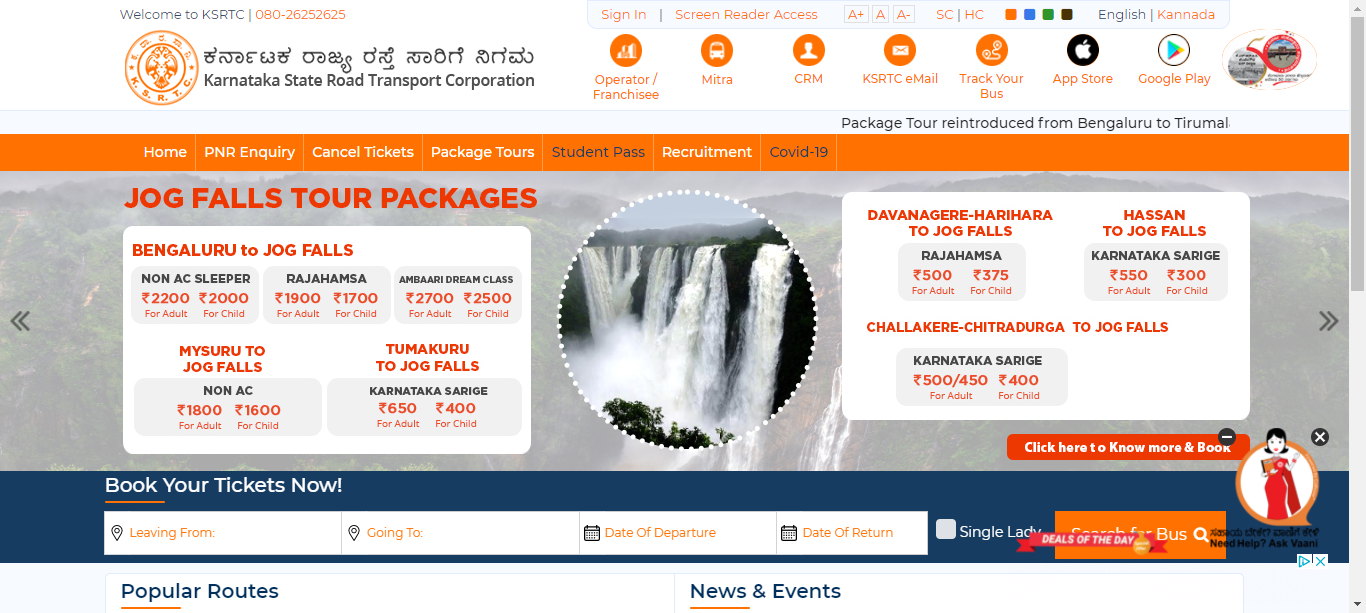 Welcome to KSRTC | 080-26252625
Sign In | Screen Reader Access A+ A A- SC | HC English | Kannada
ಕರ್ನಾಟಕ ರಾಜ್ಯ ರಸ್ತೆ ಸಾರಿಗೆ ನಿಗಮ
Karnataka State Road Transport Corporation
K.S.R.T.C.
Operator / Franchisee
Mitra
CRM
KSRTC eMail
Track Your Bus
App Store
Google Play
Package Tour reintroduced from Bengaluru to Tirumal
Home PNR Enquiry Cancel Tickets Package Tours Student Pass Recruitment Covid-19
JOG FALLS TOUR PACKAGES
BENGALURU to JOG FALLS
NON AC SLEEPER RAJAHAMSA AMBAARI DREAM CLASS
₹2200 ₹2000 ₹1900 ₹1700 ₹2700 ₹2500
For Adult For Child For Adult For Child For Adult For Child
MYSURU TO
JOG FALLS
NON AC
₹1800 ₹1600
For Adult For Child
TUMAKURU
TO JOG FALLS
KARNATAKA SARIGE
₹650 ₹400
For Adult For Child
DAVANAGERE-HARIHARA
TO JOG FALLS
RAJAHAMSA
₹500 ₹375
For Adult For Child
HASSAN
TO JOG FALLS
KARNATAKA SARIGE
₹550 ₹300
For Adult For Child
CHALLAKERE-CHITRADURGA TO JOG FALLS
KARNATAKA SARIGE
₹500/450 ₹400
For Adult For Child
Click here to Know more & Book
Book Your Tickets Now!
Leaving From: Going To: Date Of Departure Date Of Return Single Lady Search for Bus
DEALS OF THE DAY
ಸಹಾಯ ಬೇಕೇ? ವಾಣಿಗೆ ಕೇಳಿ
Need Help? Ask Vaani
Popular Routes News & Events